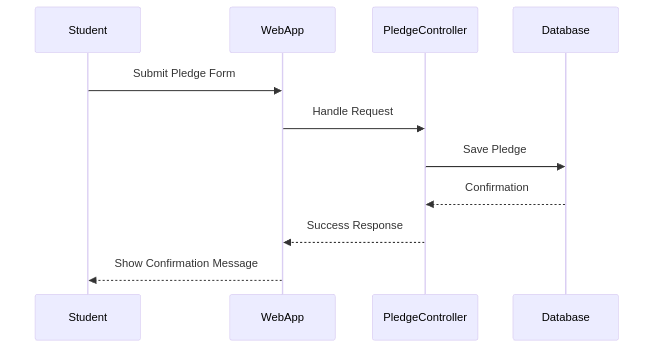 Student
WebApp
PledgeController
Database
Submit Pledge Form
Handle Request
Save Pledge
Confirmation
Success Response
Show Confirmation Message
Student
WebApp
PledgeController
Database